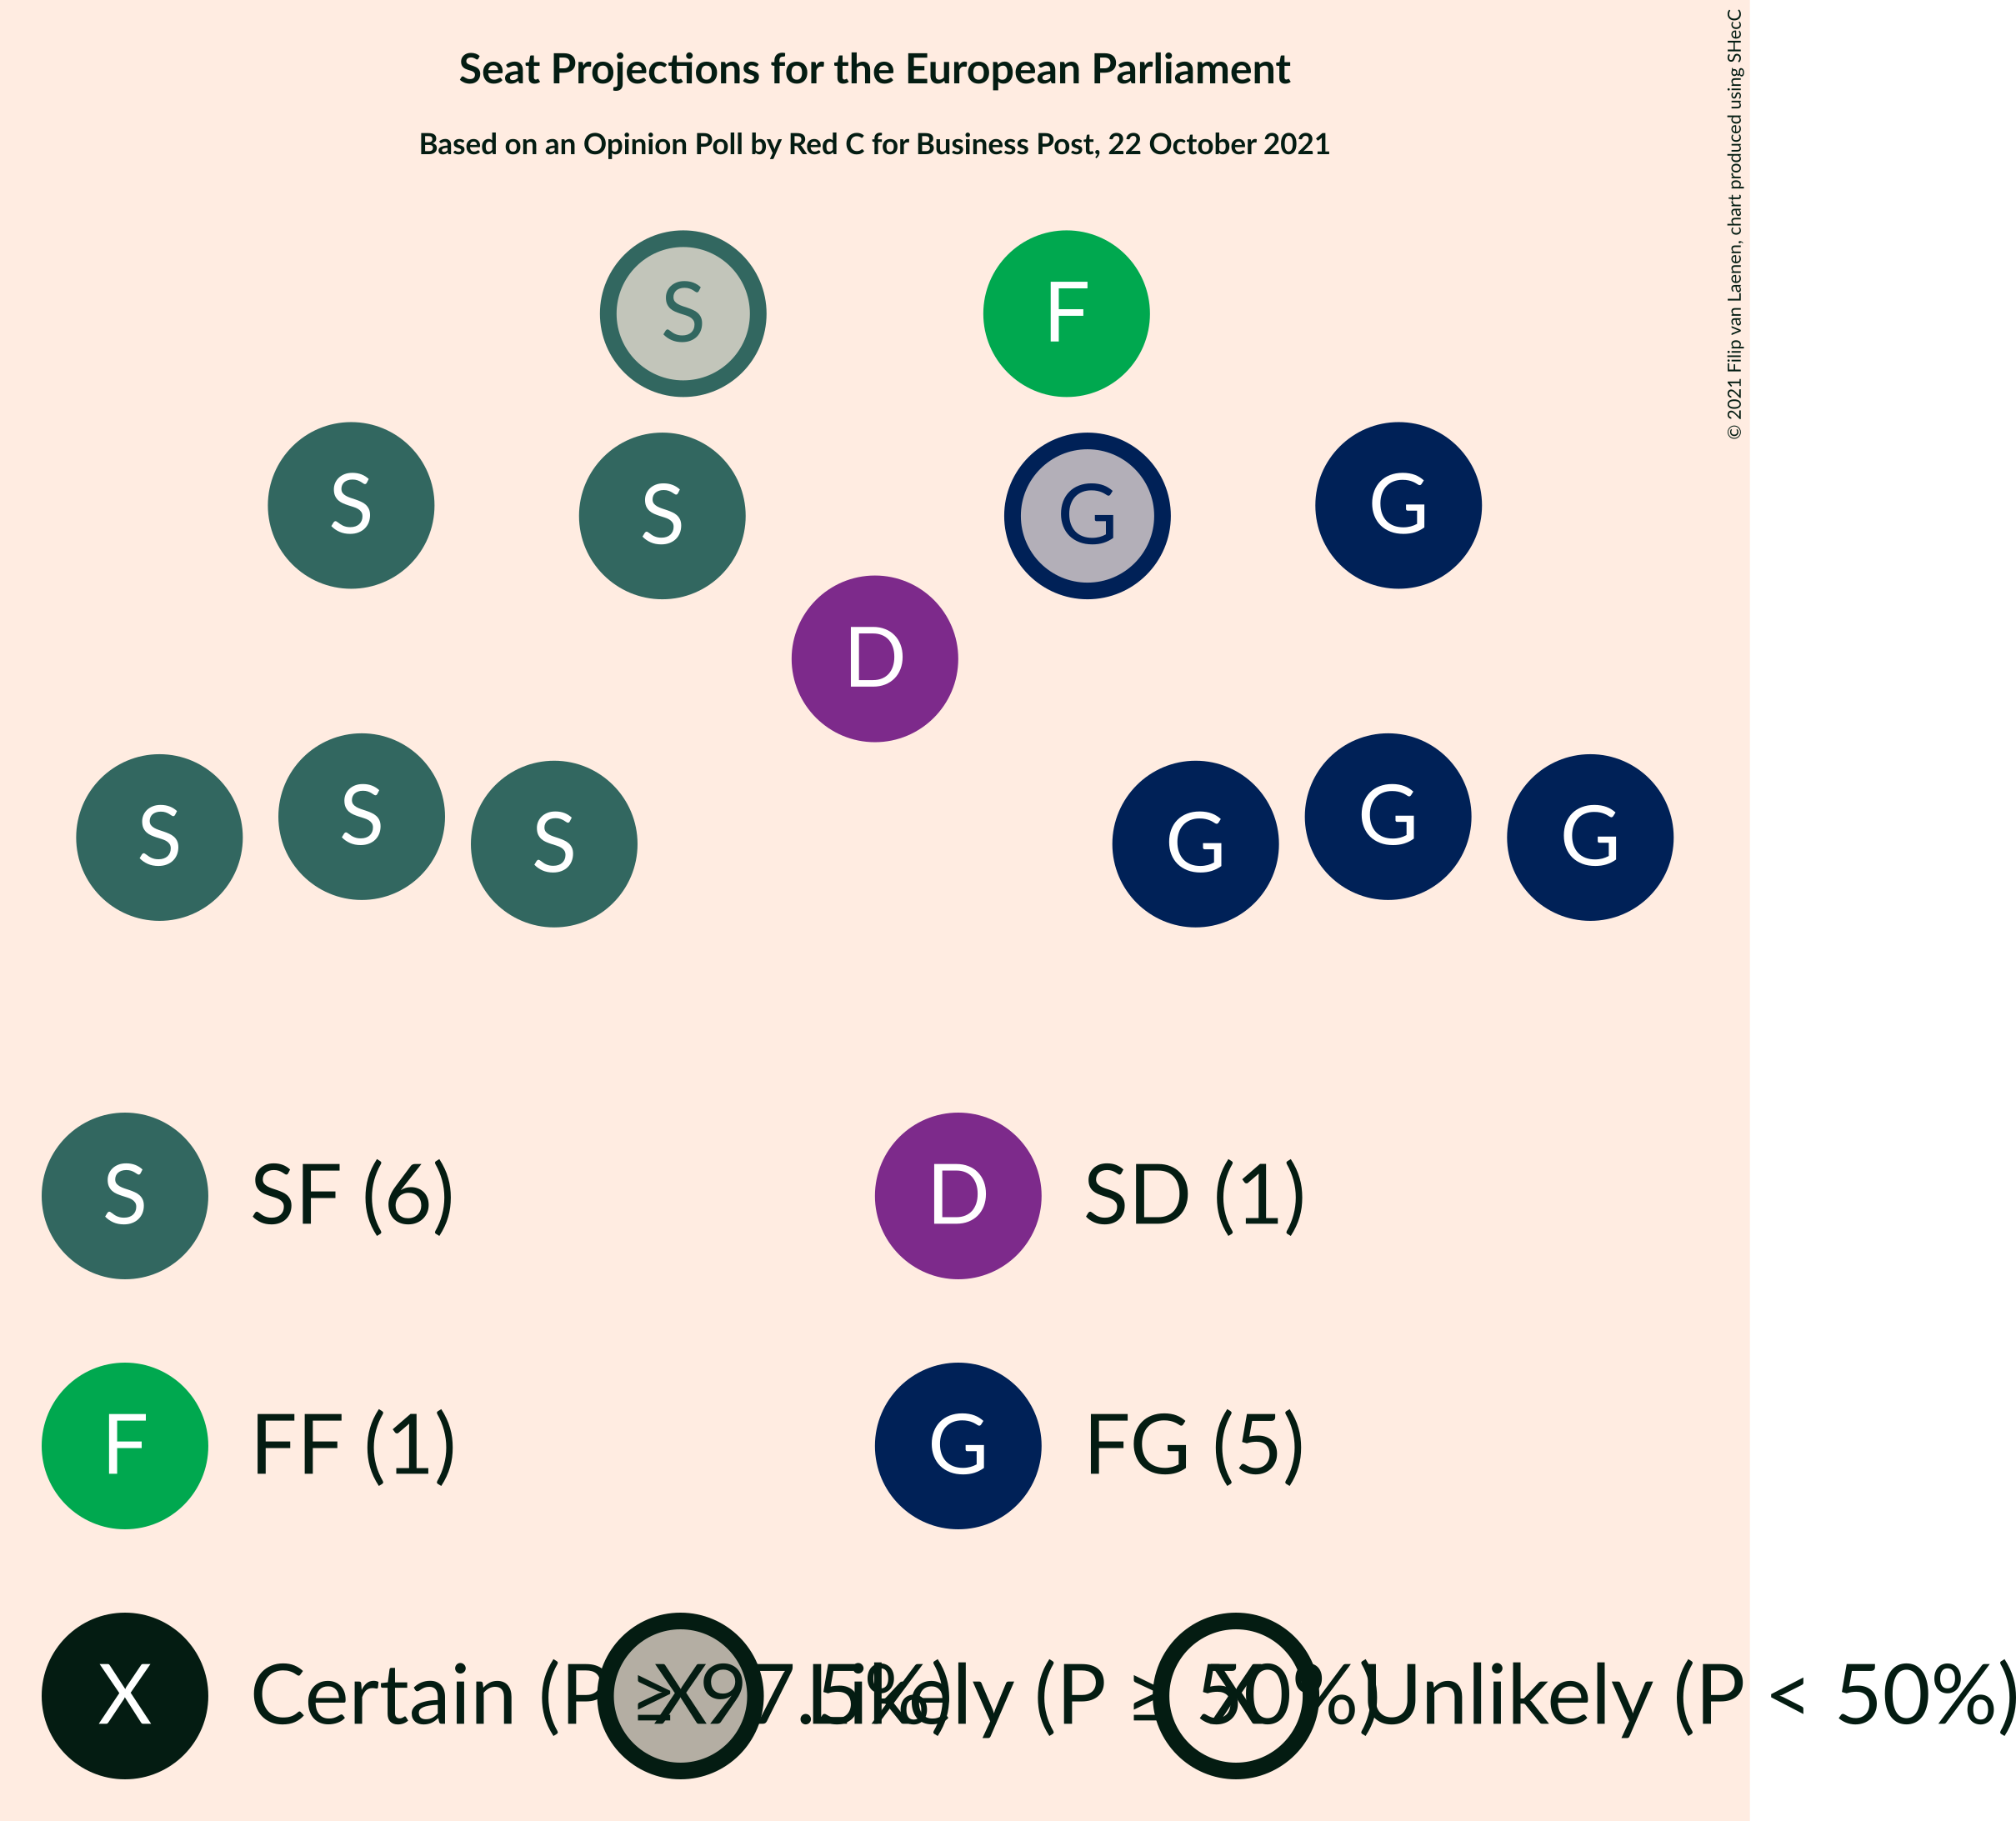 Seat Projections for the European Parliament
Based on an Opinion Poll by Red C for Business Post, 22 October 2021
© 2021 Filip van Laenen, chart produced using SHecC
S F
S S G G
D
S S S G G G
S SF (6) D SD (1)
F FF (1) G FG (5)
X Certain (P ≥ 97.5%) X Likely (P ≥ 50%) X Unlikely (P < 50%)